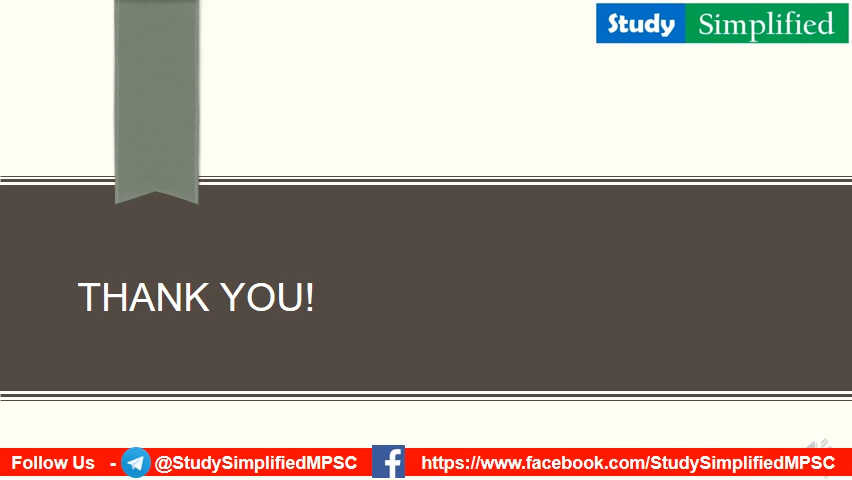 Study Simplified
THANK YOU!
Follow Us - @StudySimplifiedMPSC https://www.facebook.com/StudySimplifiedMPSC